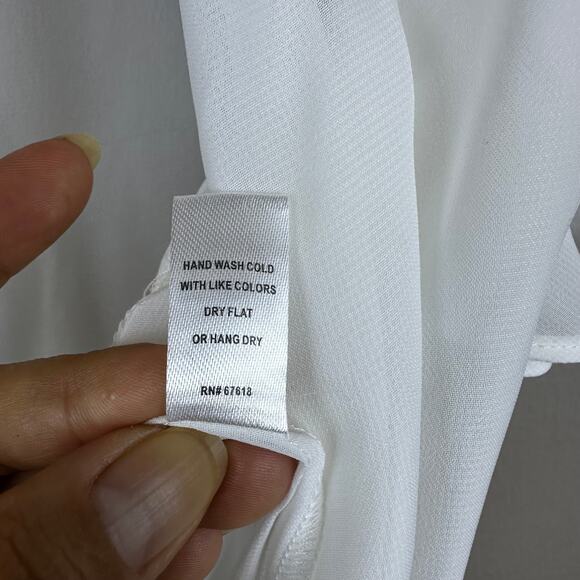 HAND WASH COLD
WITH LIKE COLORS
DRY FLAT
OR HANG DRY
RN# 67618